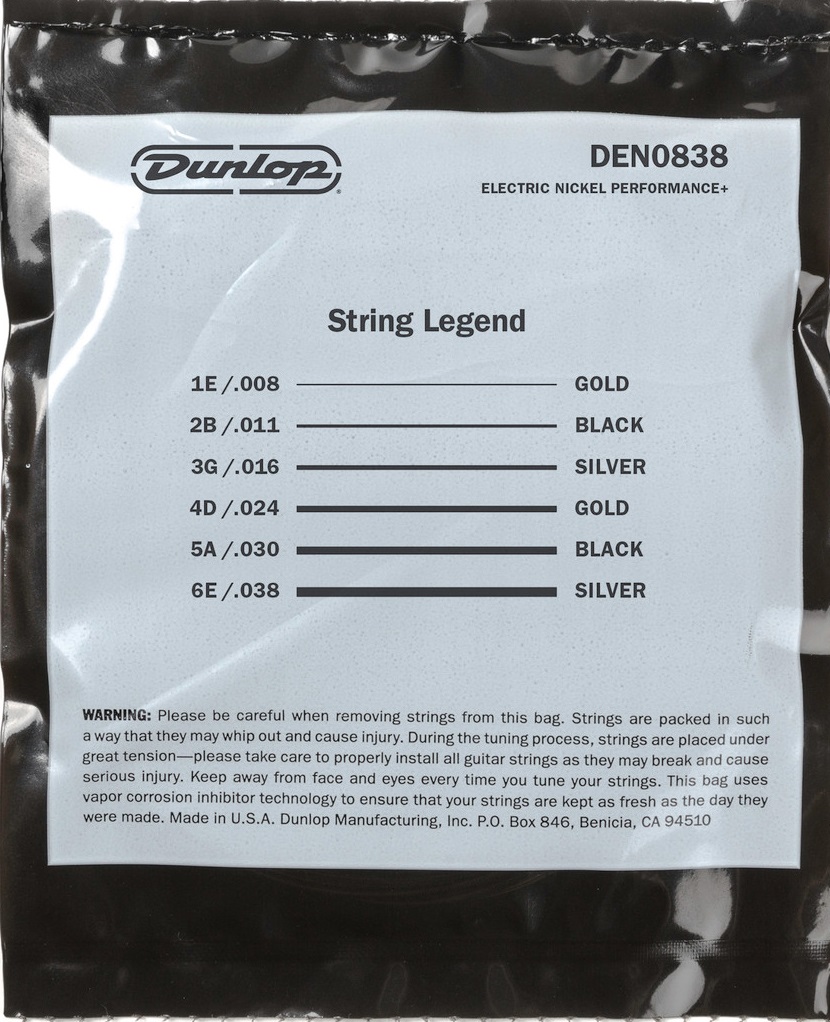 Dunlop®
DEN0838
ELECTRIC NICKEL PERFORMANCE+
String Legend
1E /.008 GOLD
2B /.011 BLACK
3G /.016 SILVER
4D /.024 GOLD
5A /.030 BLACK
6E /.038 SILVER
WARNING: Please be careful when removing strings from this bag. Strings are packed in such
a way that they may whip out and cause injury. During the tuning process, strings are placed under
great tension—please take care to properly install all guitar strings as they may break and cause
serious injury. Keep away from face and eyes every time you tune your strings. This bag uses
vapor corrosion inhibitor technology to ensure that your strings are kept as fresh as the day they
were made. Made in U.S.A. Dunlop Manufacturing, Inc. P.O. Box 846, Benicia, CA 94510